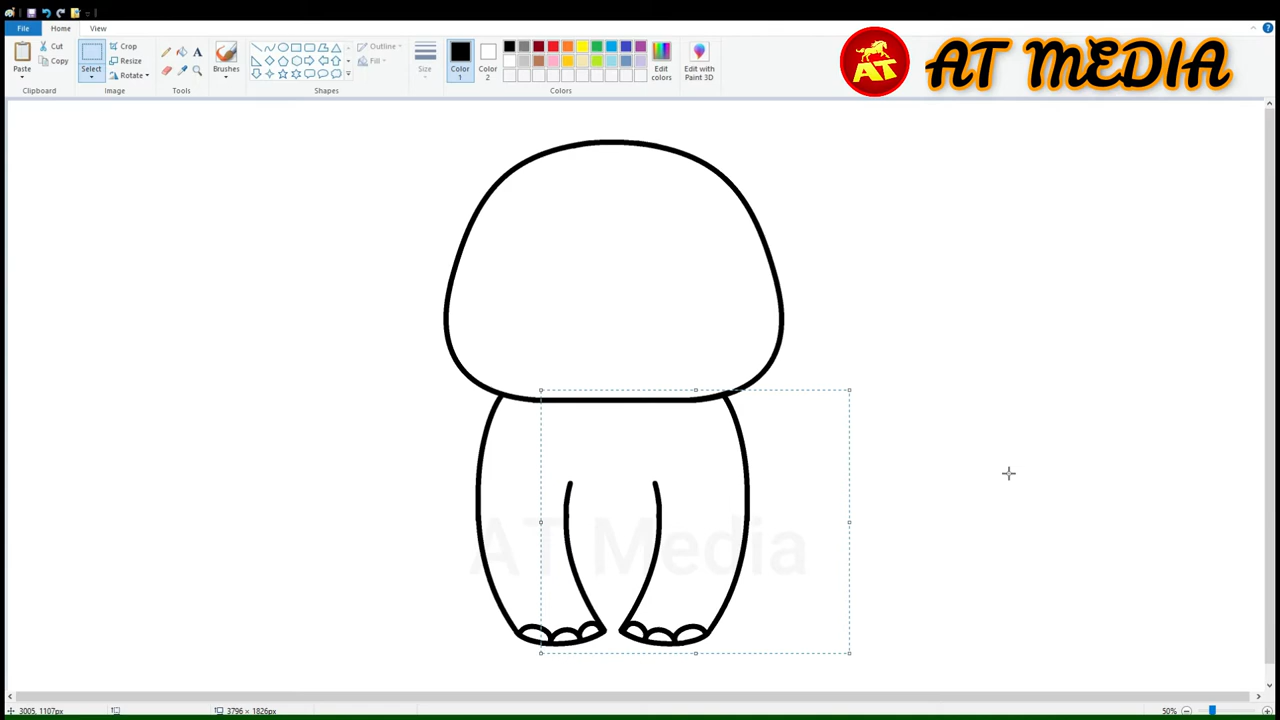 File
Home
View
Paste
Cut
Copy
Clipboard
Select
Crop
Resize
Rotate
Image
Tools
Brushes
Shapes
Outline
Fill
Size
Color 1
Color 2
Edit colors
Edit with Paint 3D
Colors
AT
AT MEDIA
AT Media
3005, 1107px
3796 × 1826px
50%